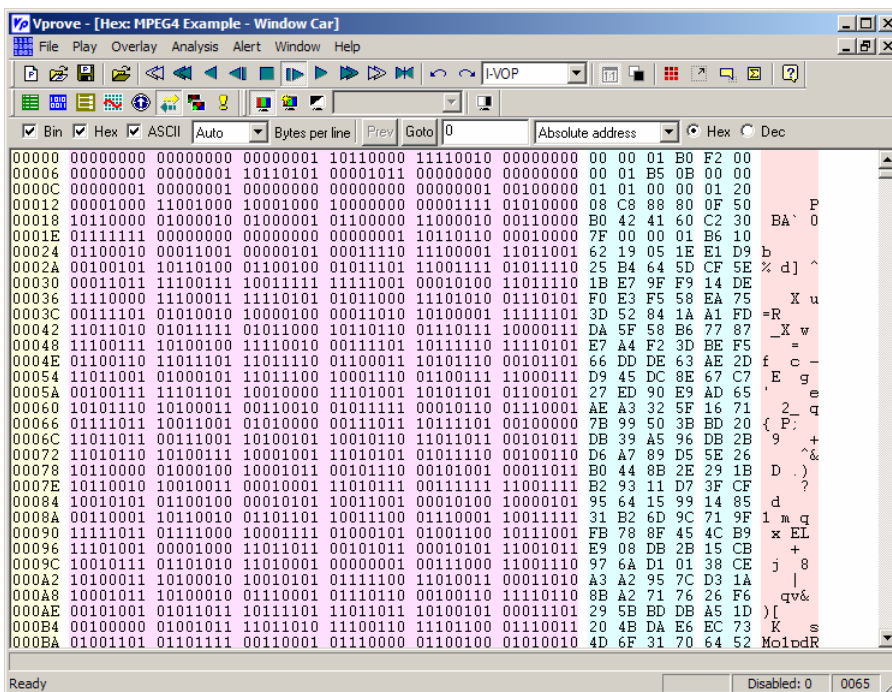 Vprove - [Hex: MPEG4 Example - Window Car]
File Play Overlay Analysis Alert Window Help
I-VOP
Bin Hex ASCII Auto Bytes per line Prev Goto 0 Absolute address Hex Dec
00000 00000000 00000000 00000001 10110000 11110010 00000000 00 00 01 B0 F2 00
00006 00000000 00000001 10110101 00001011 00000000 00000000 00 01 B5 0B 00 00
0000C 00000001 00000001 00000000 00000000 00000001 00100000 01 01 00 00 01 20
00012 00001000 11001000 10001000 10000000 00001111 01010000 08 C8 88 80 0F 50 P
00018 10110000 01000010 01000001 01100000 11000010 00110000 B0 42 41 60 C2 30 BA` 0
0001E 01111111 00000000 00000000 00000001 10110110 00010000 7F 00 00 01 B6 10
00024 01100010 00011001 00000101 00011110 11100001 11011001 62 19 05 1E E1 D9 b
0002A 00100101 10110100 01100100 01011101 11001111 01011110 25 B4 64 5D CF 5E % d] ^
00030 00011011 11100111 10011111 11111001 00010100 11011110 1B E7 9F F9 14 DE
00036 11110000 11100011 11110101 01011000 11101010 01110101 F0 E3 F5 58 EA 75 X u
0003C 00111101 01010010 10000100 00011010 10100001 11111101 3D 52 84 1A A1 FD =R
00042 11011010 01011111 01011000 10110110 01110111 10000111 DA 5F 58 B6 77 87 _X w
00048 11100111 10100100 11110010 00111101 10111110 11110101 E7 A4 F2 3D BE F5 =
0004E 01100110 11011101 11011110 01100011 10101110 00101101 66 DD DE 63 AE 2D f c -
00054 11011001 01000101 11011100 10001110 01100111 11000111 D9 45 DC 8E 67 C7 E g
0005A 00100111 11101101 10010000 11101001 10101101 01100101 27 ED 90 E9 AD 65 ' e
00060 10101110 10100011 00110010 01011111 00010110 01110001 AE A3 32 5F 16 71 2_ q
00066 01111011 10011001 01010000 00111011 10111101 00100000 7B 99 50 3B BD 20 { P;
0006C 11011011 00111001 10100101 10010110 11011011 00101011 DB 39 A5 96 DB 2B 9 +
00072 11010110 10100111 10001001 11010101 01011110 00100110 D6 A7 89 D5 5E 26 ^&
00078 10110000 01000100 10001011 00101110 00101001 00011011 B0 44 8B 2E 29 1B D .)
0007E 10110010 10010011 00010001 11010111 00111111 11001111 B2 93 11 D7 3F CF ?
00084 10010101 01100100 00010101 10011001 00010100 10000101 95 64 15 99 14 85 d
0008A 00110001 10110010 01101101 10011100 01110001 10011111 31 B2 6D 9C 71 9F 1 m q
00090 11111011 01111000 10001111 01000101 01001100 10111001 FB 78 8F 45 4C B9 x EL
00096 11101001 00001000 11011011 00101011 00010101 11001011 E9 08 DB 2B 15 CB +
0009C 10010111 01101010 11010001 00000001 00111000 11001110 97 6A D1 01 38 CE j 8
000A2 10100011 10100010 10010101 01111100 11010011 00011010 A3 A2 95 7C D3 1A |
000A8 10001011 10100010 01110001 01110110 00100110 11110110 8B A2 71 76 26 F6 qv&
000AE 00101001 01011011 10111101 11011011 10100101 00011101 29 5B BD DB A5 1D )[
000B4 00100000 01001011 11011010 11100110 11101100 01110011 20 4B DA E6 EC 73 K s
000BA 01001101 01101111 00110001 01110000 01100100 01010010 4D 6F 31 70 64 52 Mo1pdR
Ready Disabled: 0 0065